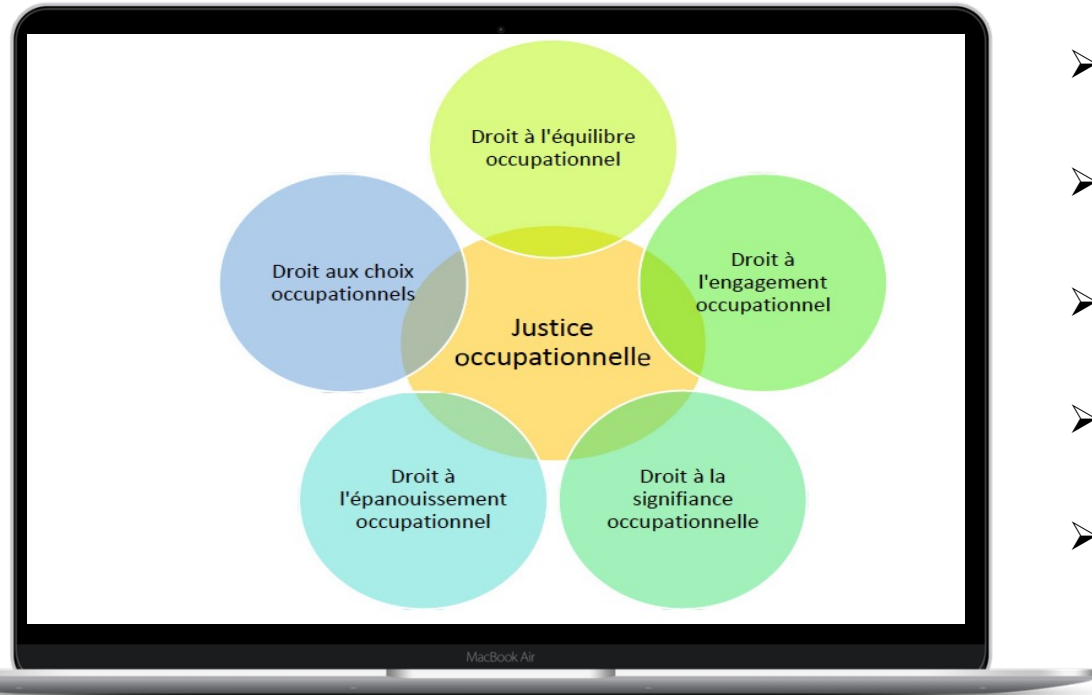 Droit à l'équilibre
occupationnel
Droit à
l'engagement
occupationnel
Droit à la
signifiance
occupationnelle
Droit à
l'épanouissement
occupationnel
Droit aux choix
occupationnels
Justice
occupationnelle
MacBook Air